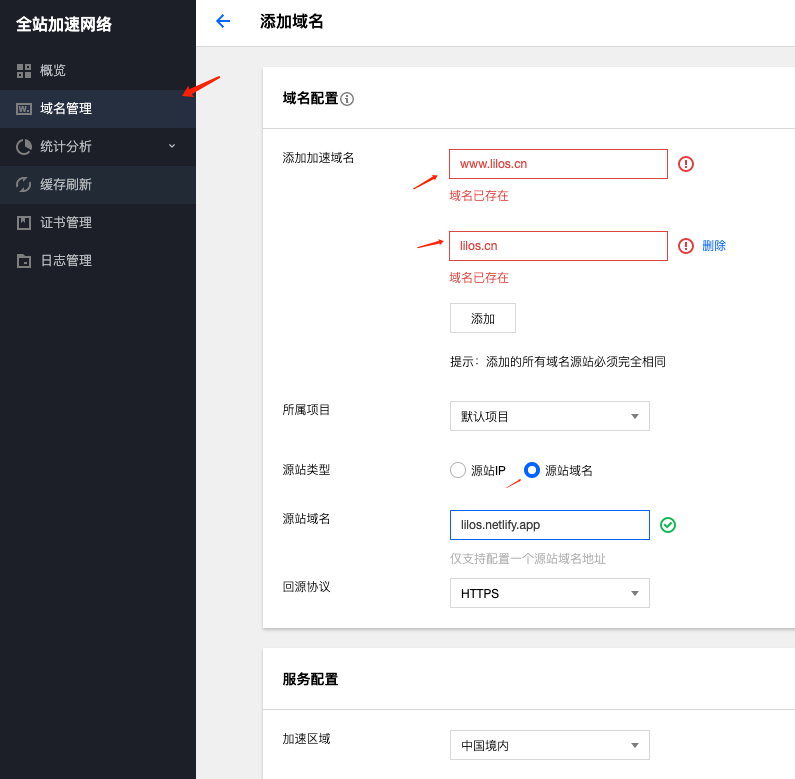 全站加速网络
添加域名
概览
域名管理
统计分析
缓存刷新
证书管理
日志管理
域名配置
添加加速域名
www.lilos.cn
域名已存在
lilos.cn
删除
域名已存在
添加
提示：添加的所有域名源站必须完全相同
所属项目
默认项目
源站类型
源站IP
源站域名
源站域名
lilos.netlify.app
仅支持配置一个源站域名地址
回源协议
HTTPS
服务配置
加速区域
中国境内